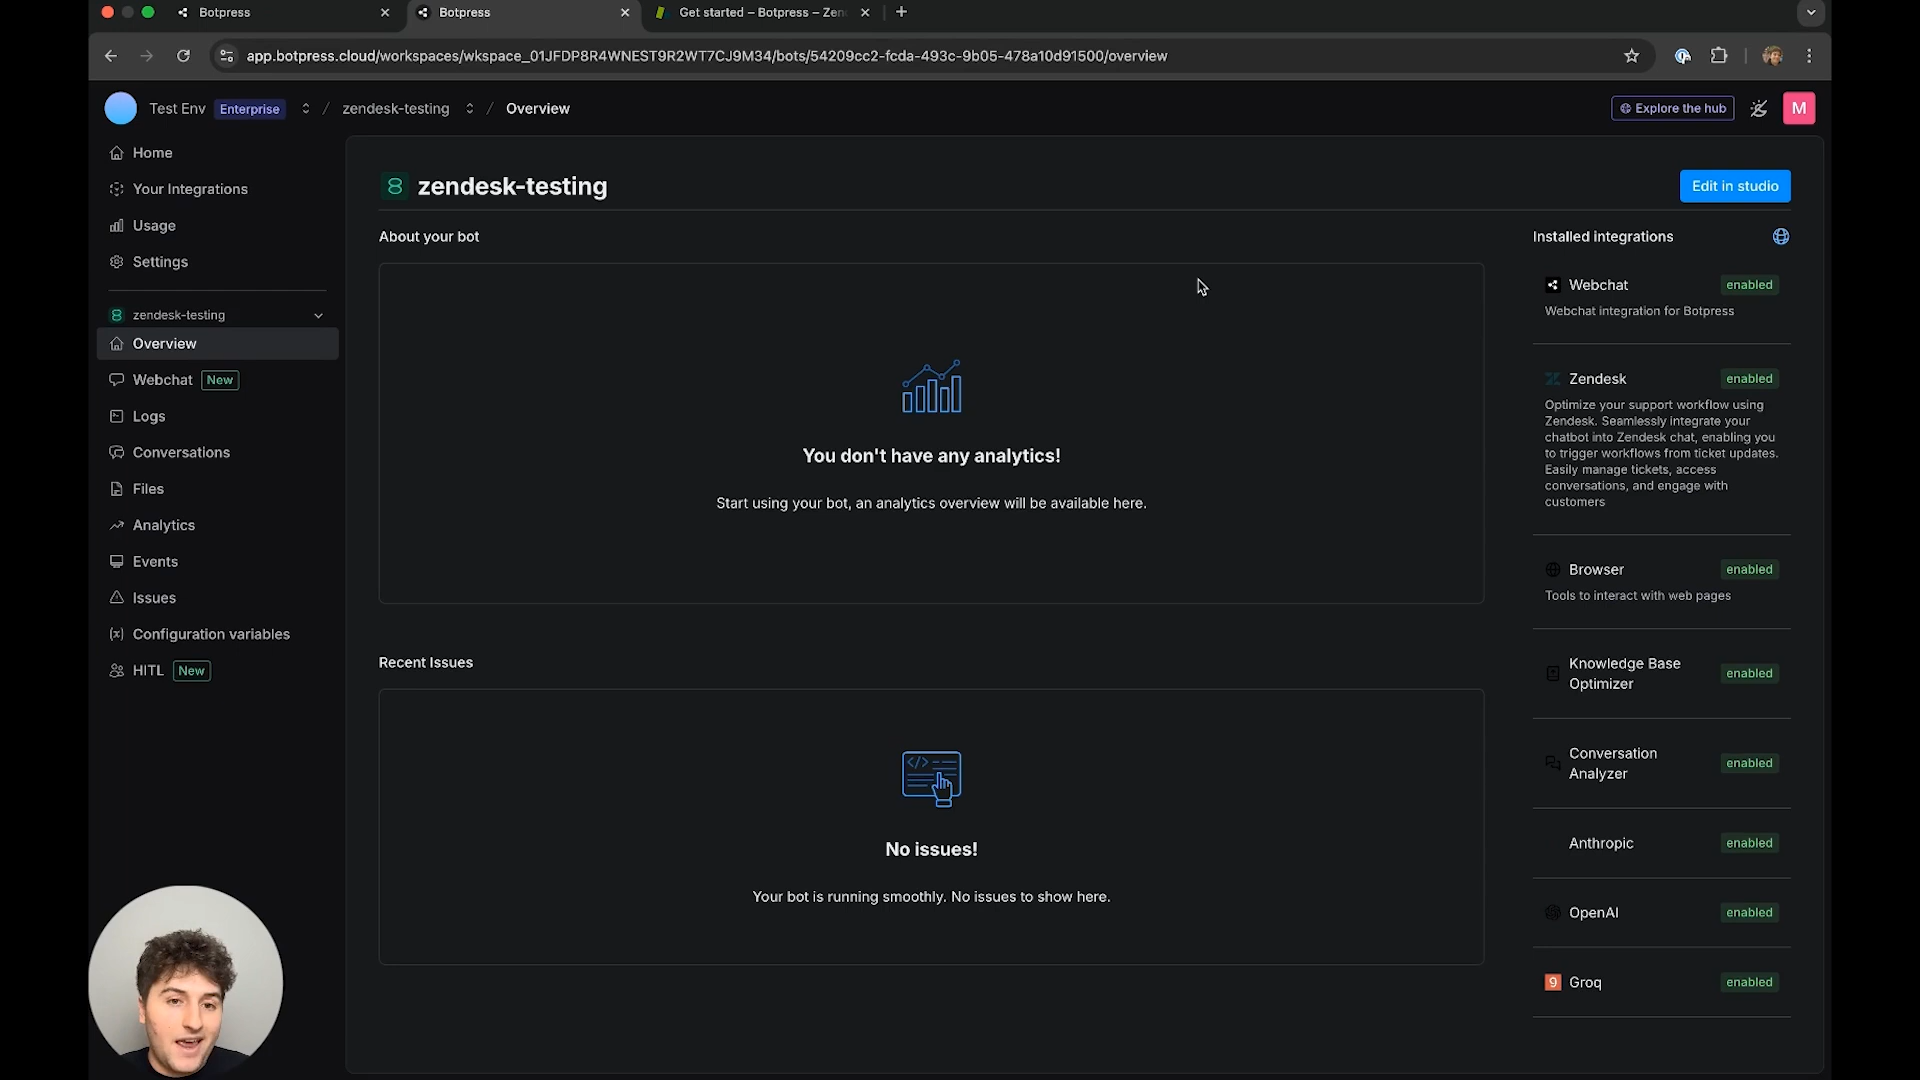 Botpress
Botpress
Get started – Botpress – Zen
app.botpress.cloud/workspaces/wkspace_01JFDP8R4WNEST9R2WT7CJ9M34/bots/54209cc2-fcda-493c-9b05-478a10d91500/overview
Test Env Enterprise / zendesk-testing / Overview
Explore the hub
M
Home
Your Integrations
Usage
Settings
zendesk-testing
Overview
Webchat New
Logs
Conversations
Files
Analytics
Events
Issues
Configuration variables
HITL New
zendesk-testing
Edit in studio
About your bot
You don't have any analytics!
Start using your bot, an analytics overview will be available here.
Recent Issues
No issues!
Your bot is running smoothly. No issues to show here.
Installed integrations
Webchat enabled
Webchat integration for Botpress
Zendesk enabled
Optimize your support workflow using
Zendesk. Seamlessly integrate your
chatbot into Zendesk chat, enabling you
to trigger workflows from ticket updates.
Easily manage tickets, access
conversations, and engage with
customers
Browser enabled
Tools to interact with web pages
Knowledge Base
Optimizer
enabled
Conversation
Analyzer
enabled
Anthropic enabled
OpenAI enabled
Groq enabled